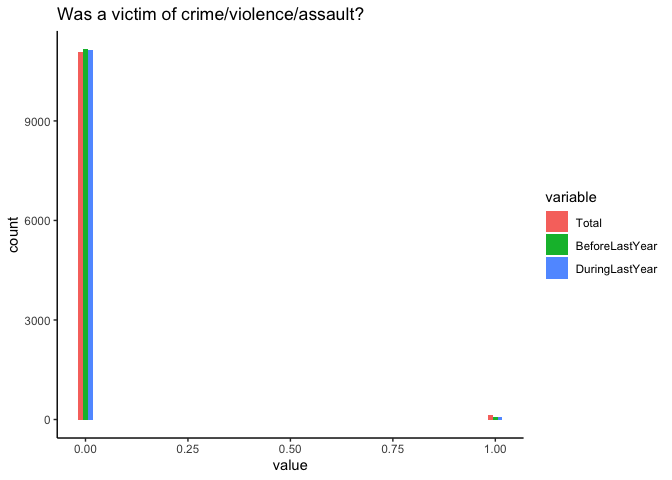 Was a victim of crime/violence/assault?
count
9000
6000
3000
0
0.00 0.25 0.50 0.75 1.00
value
variable
Total
BeforeLastYear
DuringLastYear